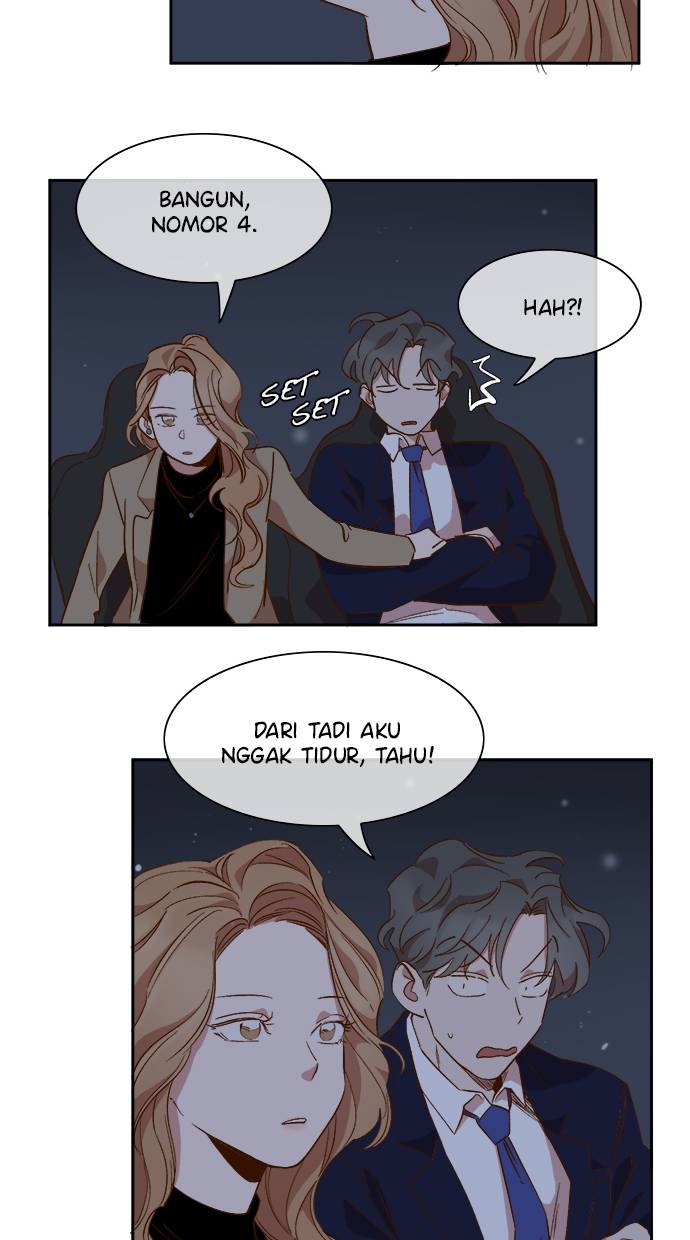 BANGUN,
NOMOR 4.
HAH?!
SET
SET
DARI TADI AKU
NGGAK TIDUR, TAHU!